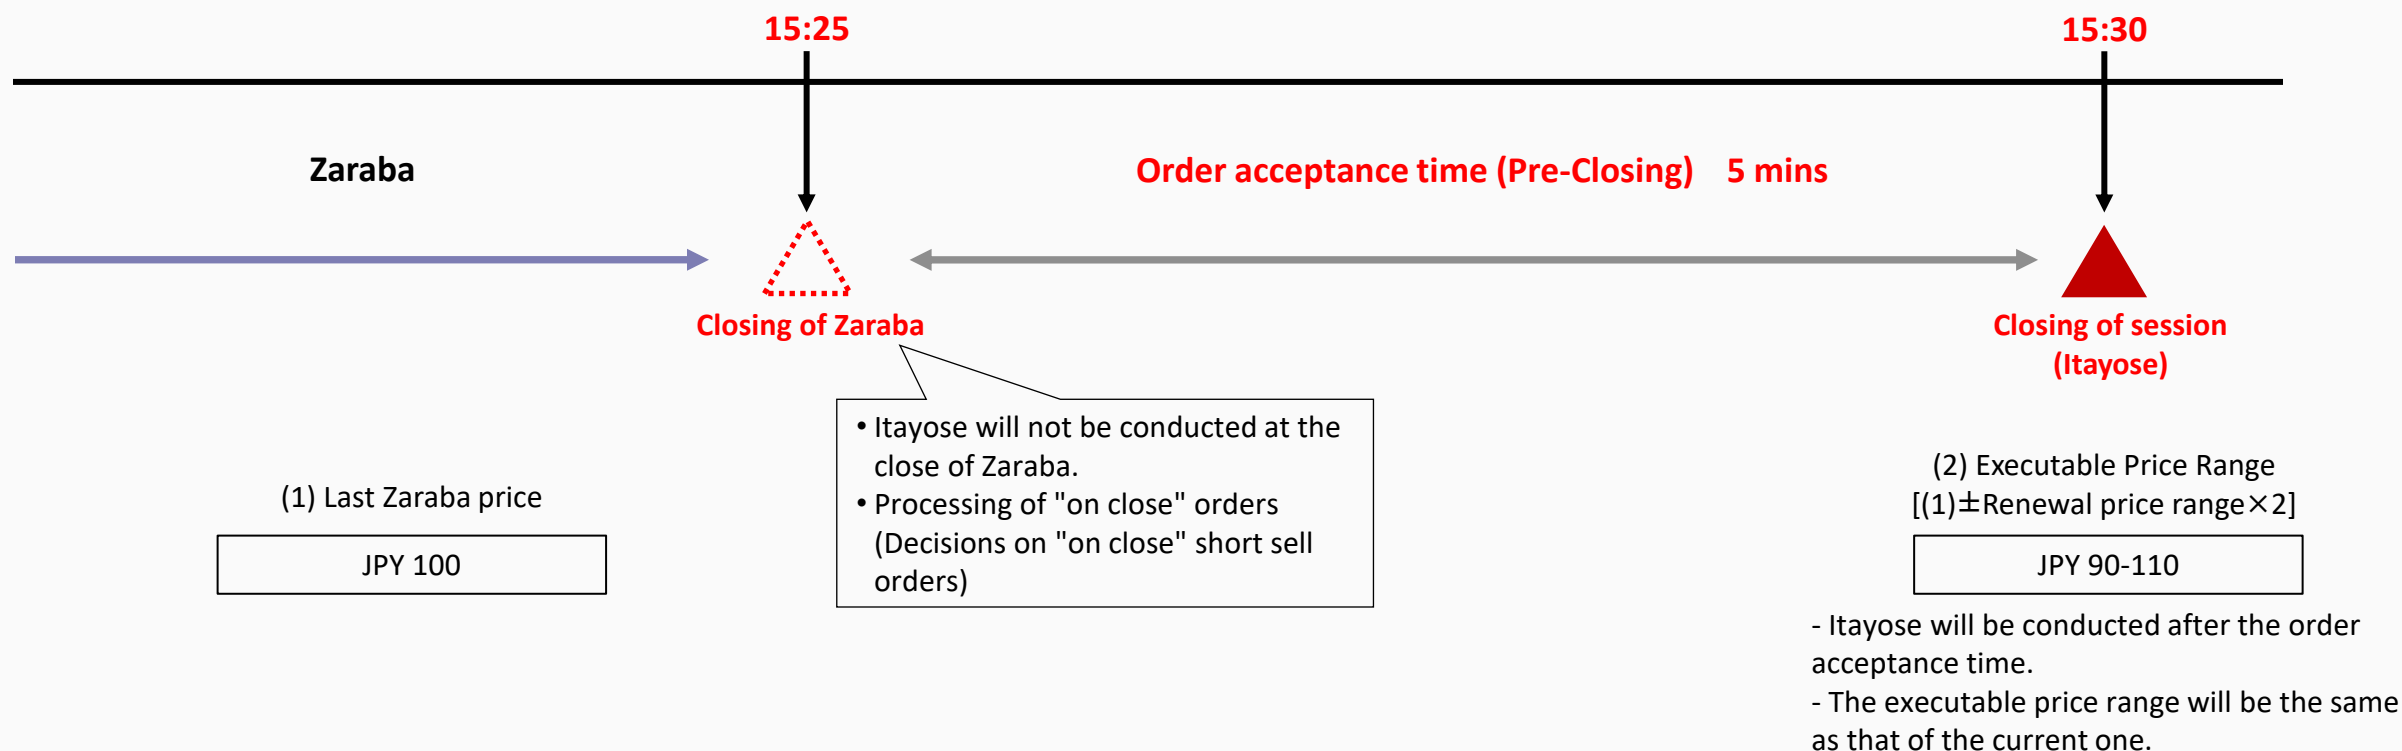 15:25
15:30
Zaraba
Order acceptance time (Pre-Closing) 5 mins
Closing of Zaraba
Closing of session
(Itayose)
• Itayose will not be conducted at the
close of Zaraba.
• Processing of "on close" orders
(Decisions on "on close" short sell
orders)
(1) Last Zaraba price
JPY 100
(2) Executable Price Range
[(1)±Renewal price range×2]
JPY 90-110
- Itayose will be conducted after the order
acceptance time.
- The executable price range will be the same
as that of the current one.